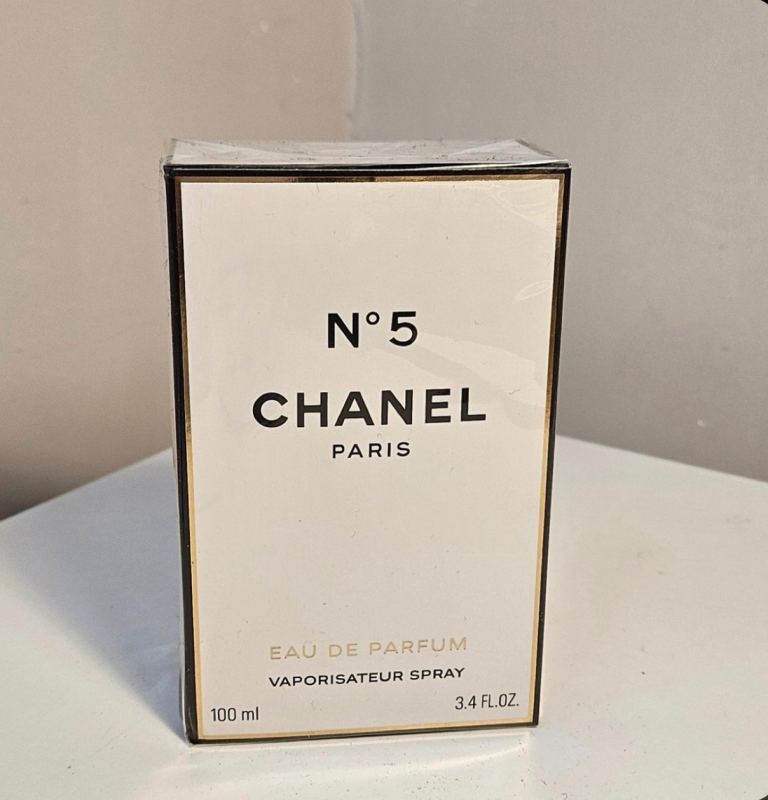 N°5
CHANEL
PARIS
EAU DE PARFUM
VAPORISATEUR SPRAY
100 ml
3.4 FL.OZ.